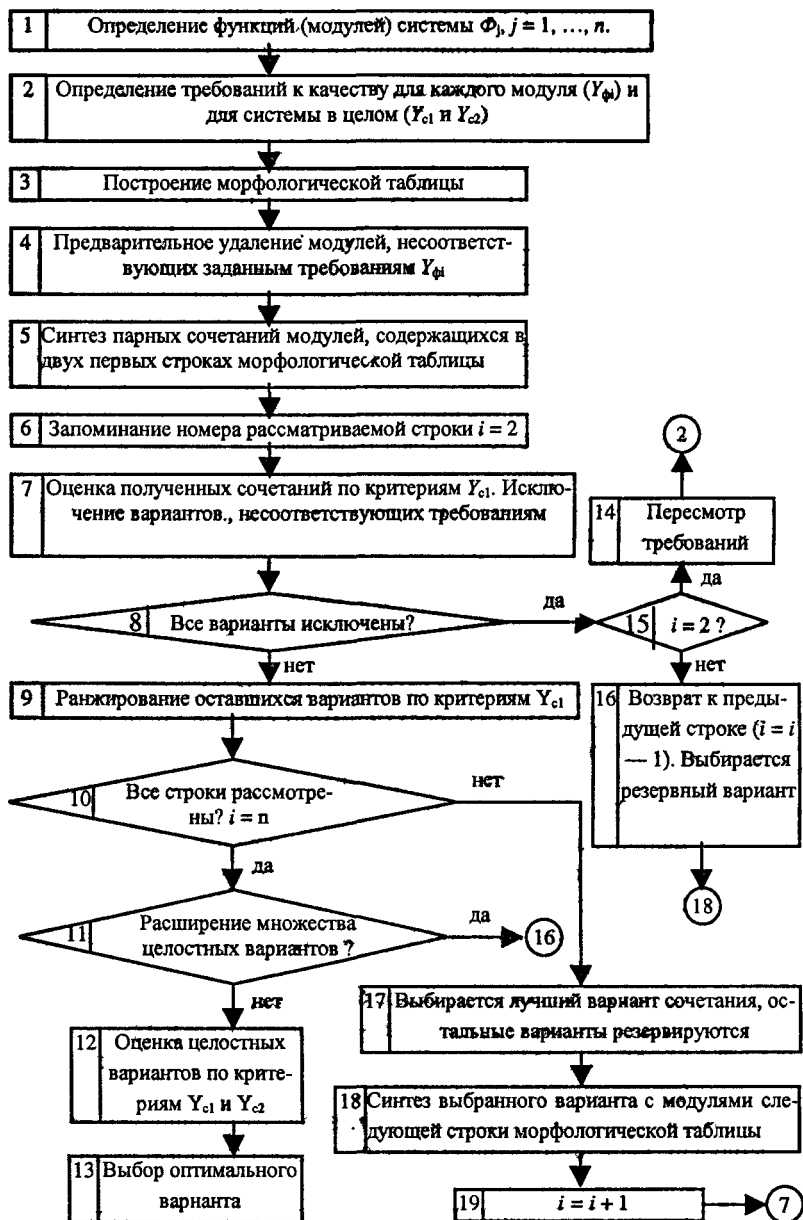 1 Определение функций (модулей) системы Фj, j = 1, …, n.
2 Определение требований к качеству для каждого модуля (Yфi) и
для системы в целом (Yс1 и Yс2)
3 Построение морфологической таблицы
4 Предварительное удаление модулей, несоответст-
вующих заданным требованиям Yфi
5 Синтез парных сочетаний модулей, содержащихся в
двух первых строках морфологической таблицы
6 Запоминание номера рассматриваемой строки i = 2
2
7 Оценка полученных сочетаний по критериям Yс1. Исклю-
чение вариантов., несоответствующих требованиям
14 Пересмотр
требований
да
8 Все варианты исключены?
да
15 i = 2 ?
нет
нет
9 Ранжирование оставшихся вариантов по критериям Yс1
16 Возврат к преды-
дущей строке (i = i
— 1). Выбирается
резервный вариант
18
10 Все строки рассмотре-
ны? i = n
нет
да
11 Расширение множества
целостных вариантов ?
да
16
нет
17 Выбирается лучший вариант сочетания, ос-
тальные варианты резервируются
12 Оценка целостных
вариантов по крите-
риям Yс1 и Yс2
18 Синтез выбранного варианта с модулями сле-
дующей строки морфологической таблицы
13 Выбор оптимального
варианта
19 i = i + 1
7